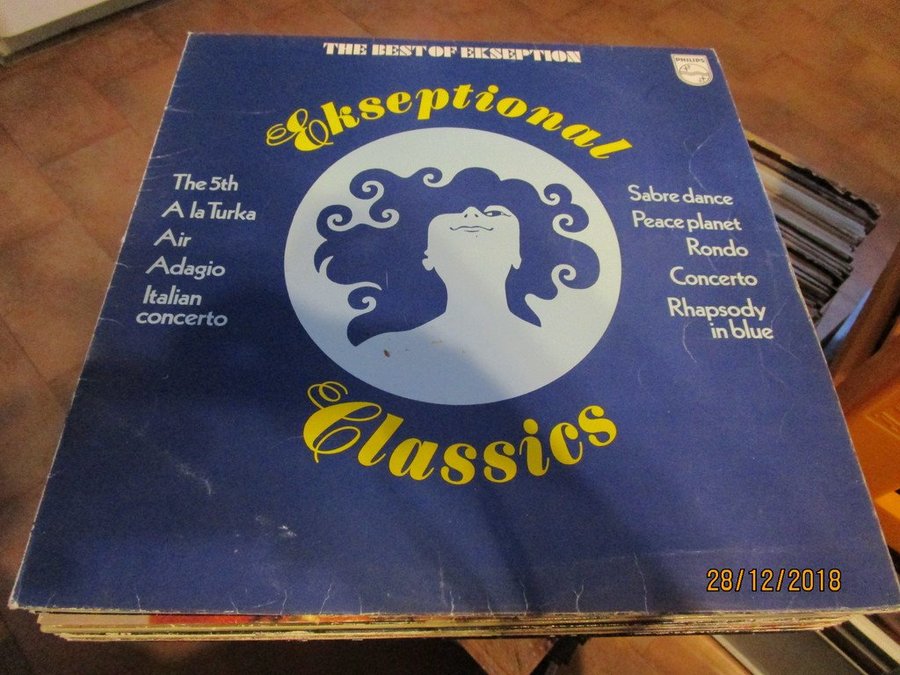 THE BEST OF EKSEPTION
PHILIPS
Ekseptional
The 5th
A la Turka
Air
Adagio
Italian
concerto
Sabre dance
Peace planet
Rondo
Concerto
Rhapsody
in blue
Classics
28/12/2018